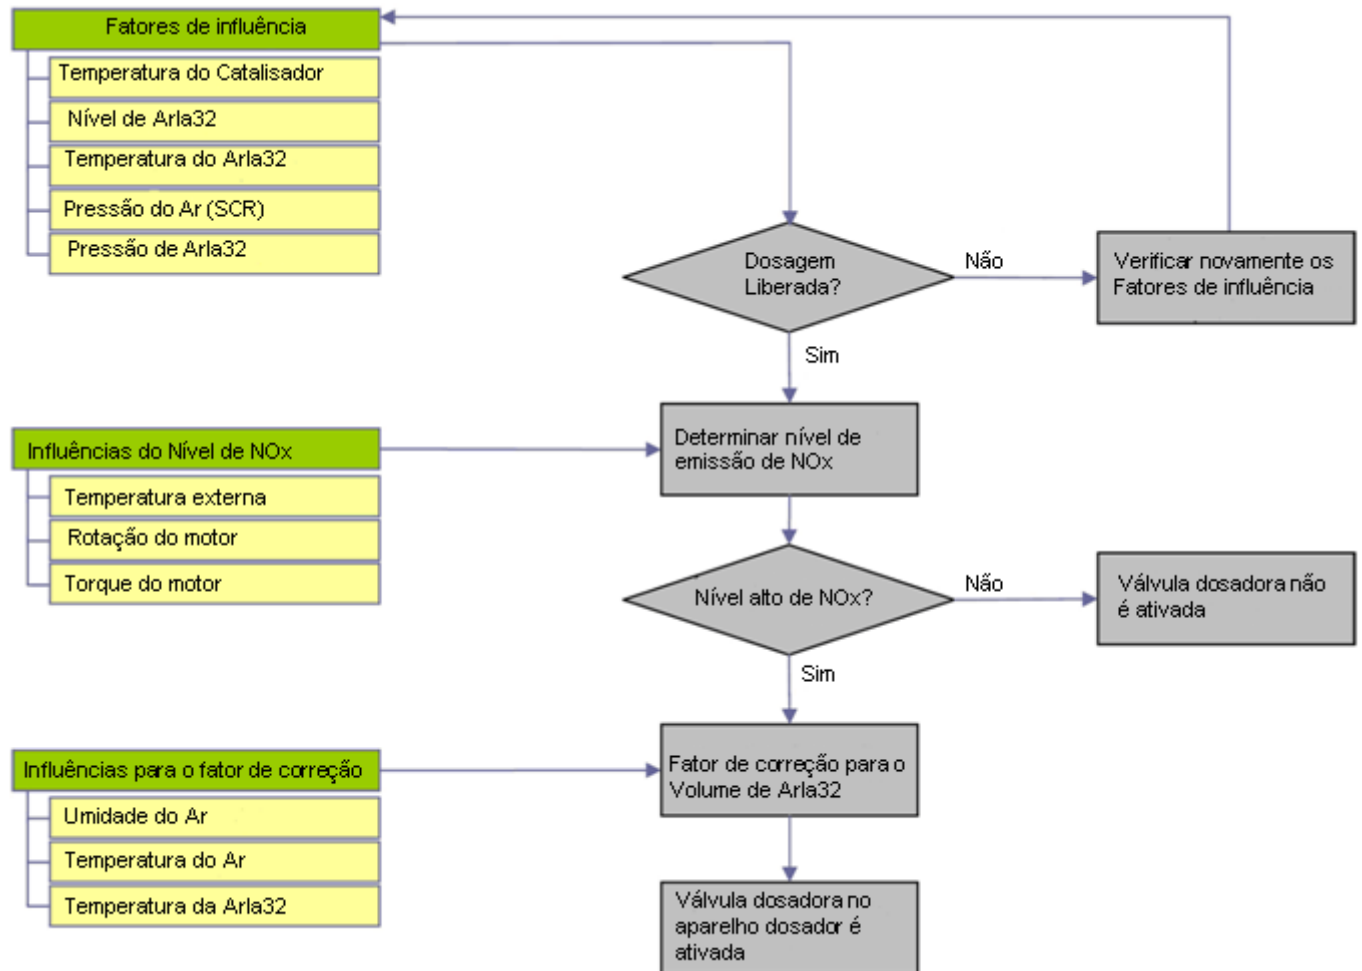 Fatores de influência
Temperatura do Catalisador
Nível de Arla32
Temperatura do Arla32
Pressão do Ar (SCR)
Pressão de Arla32
Dosagem
Liberada?
Não
Verificar novamente os
Fatores de influência
Sim
Influências do Nível de NOx
Temperatura externa
Rotação do motor
Torque do motor
Determinar nível de
emissão de NOx
Nível alto de NOx?
Não
Válvula dosadora não
é ativada
Sim
Influências para o fator de correção
Umidade do Ar
Temperatura do Ar
Temperatura da Arla32
Fator de correção para o
Volume de Arla32
Válvula dosadora no
aparelho dosador é
ativada